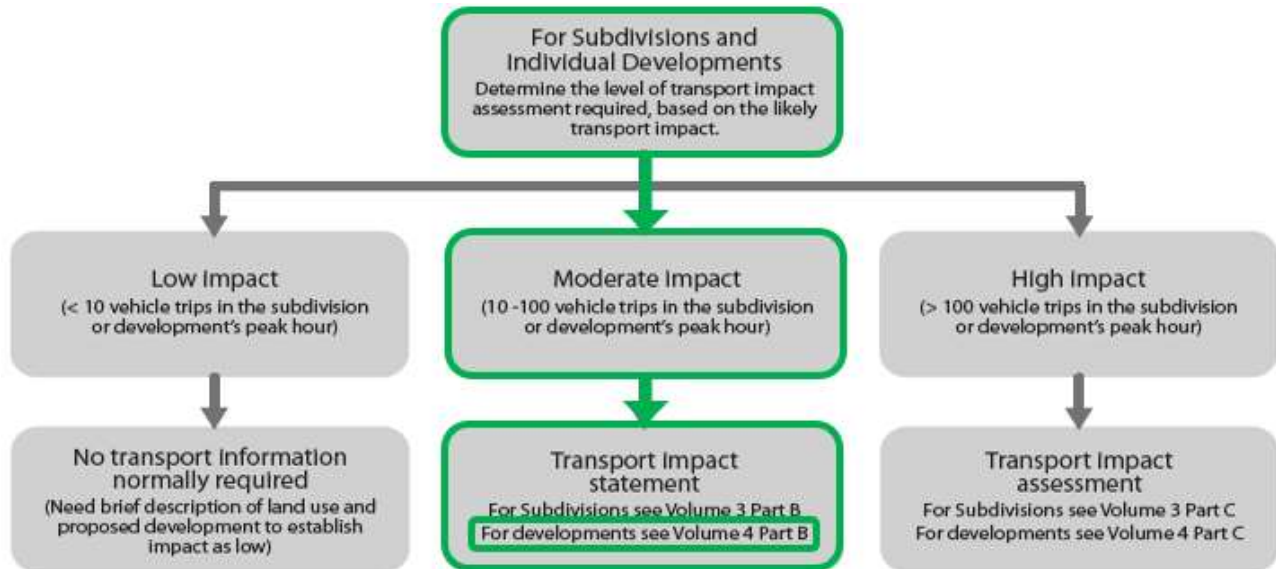 For Subdivisions and
Individual Developments
Determine the level of transport impact
assessment required, based on the likely
transport impact.
Low impact
(< 10 vehicle trips in the subdivision
or development's peak hour)
Moderate impact
(10 -100 vehicle trips in the subdivision
or development's peak hour)
High impact
(> 100 vehicle trips in the subdivision
or development's peak hour)
No transport information
normally required
(Need brief description of land use and
proposed development to establish
impact as low)
Transport impact
statement
For Subdivisions see Volume 3 Part B
For developments see Volume 4 Part B
Transport impact
assessment
For Subdivisions see Volume 3 Part C
For developments see Volume 4 Part C